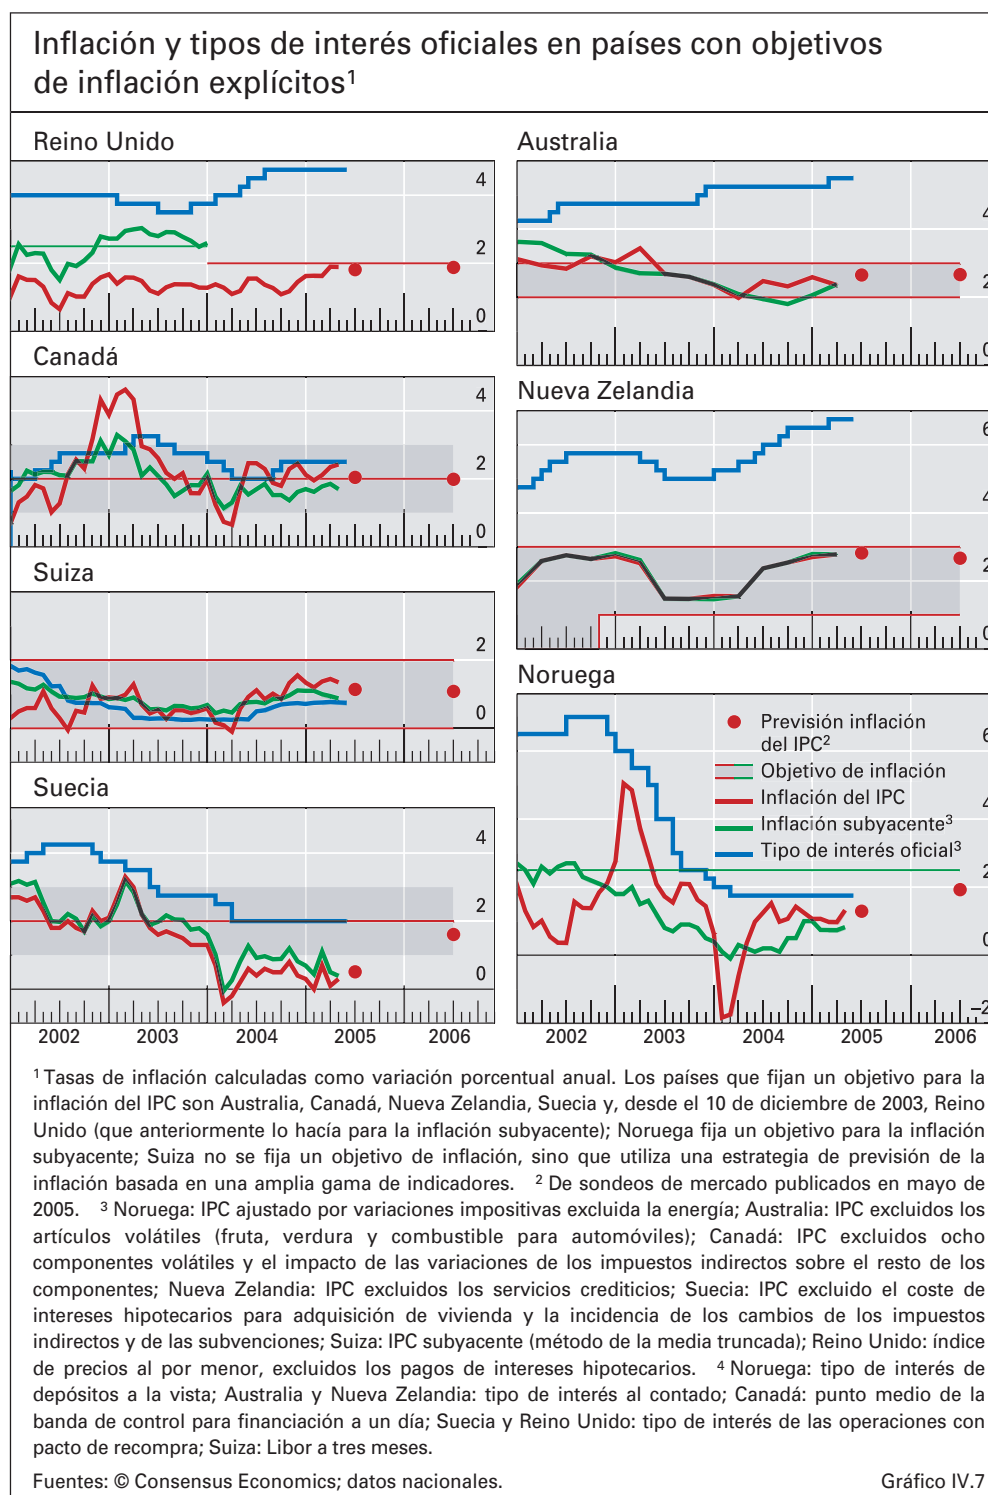 Inflación y tipos de interés oficiales en países con objetivos
de inflación explícitos¹
Reino Unido
4
2
0
Canadá
4
2
0
Suiza
2
0
Suecia
4
2
0
2002 2003 2004 2005 2006
Australia
4
2
0
Nueva Zelandia
6
4
2
0
Noruega
6
4
2
0
–2
Previsión inflación
del IPC²
Objetivo de inflación
Inflación del IPC
Inflación subyacente³
Tipo de interés oficial³
2002 2003 2004 2005 2006
¹ Tasas de inflación calculadas como variación porcentual anual. Los países que fijan un objetivo para la
inflación del IPC son Australia, Canadá, Nueva Zelandia, Suecia y, desde el 10 de diciembre de 2003, Reino
Unido (que anteriormente lo hacía para la inflación subyacente); Noruega fija un objetivo para la inflación
subyacente; Suiza no se fija un objetivo de inflación, sino que utiliza una estrategia de previsión de la
inflación basada en una amplia gama de indicadores. ² De sondeos de mercado publicados en mayo de
2005. ³ Noruega: IPC ajustado por variaciones impositivas excluida la energía; Australia: IPC excluidos los
artículos volátiles (fruta, verdura y combustible para automóviles); Canadá: IPC excluidos ocho
componentes volátiles y el impacto de las variaciones de los impuestos indirectos sobre el resto de los
componentes; Nueva Zelandia: IPC excluidos los servicios crediticios; Suecia: IPC excluido el coste de
intereses hipotecarios para adquisición de vivienda y la incidencia de los cambios de los impuestos
indirectos y de las subvenciones; Suiza: IPC subyacente (método de la media truncada); Reino Unido: índice
de precios al por menor, excluidos los pagos de intereses hipotecarios. ⁴ Noruega: tipo de interés de
depósitos a la vista; Australia y Nueva Zelandia: tipo de interés al contado; Canadá: punto medio de la
banda de control para financiación a un día; Suecia y Reino Unido: tipo de interés de las operaciones con
pacto de recompra; Suiza: Libor a tres meses.
Fuentes: © Consensus Economics; datos nacionales. Gráfico IV.7